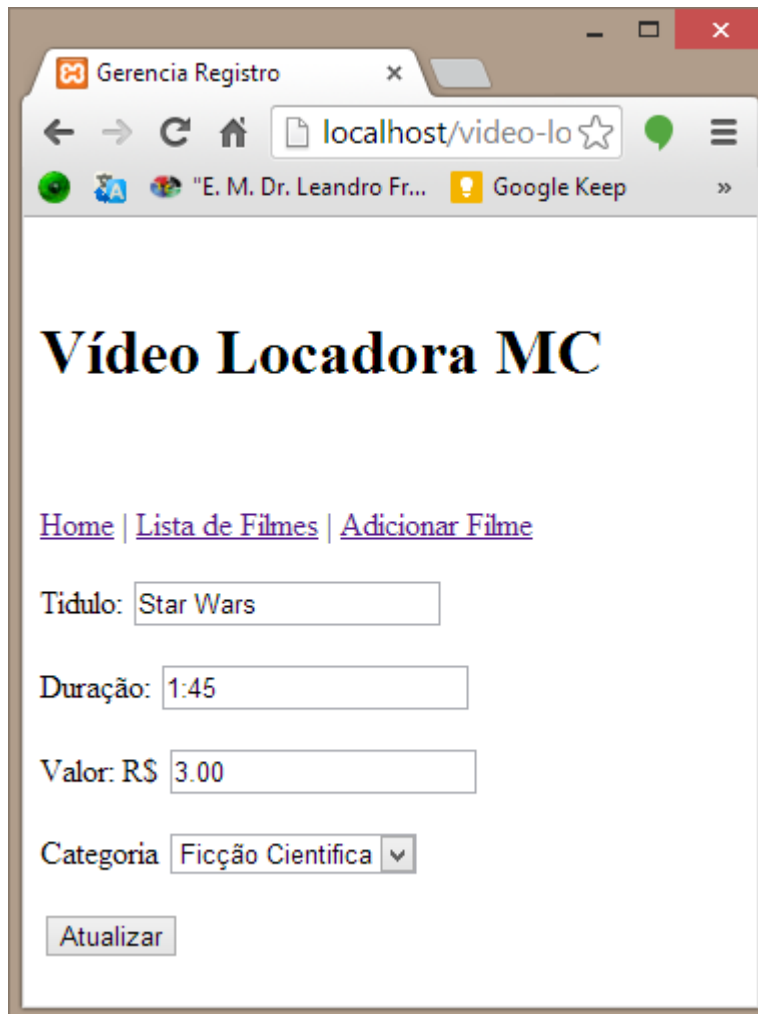 Gerencia Registro
localhost/video-lo
"E. M. Dr. Leandro Fr... Google Keep »
Vídeo Locadora MC
Home | Lista de Filmes | Adicionar Filme
Tidulo: Star Wars
Duração: 1:45
Valor: R$ 3.00
Categoria Ficção Cientifica
Atualizar